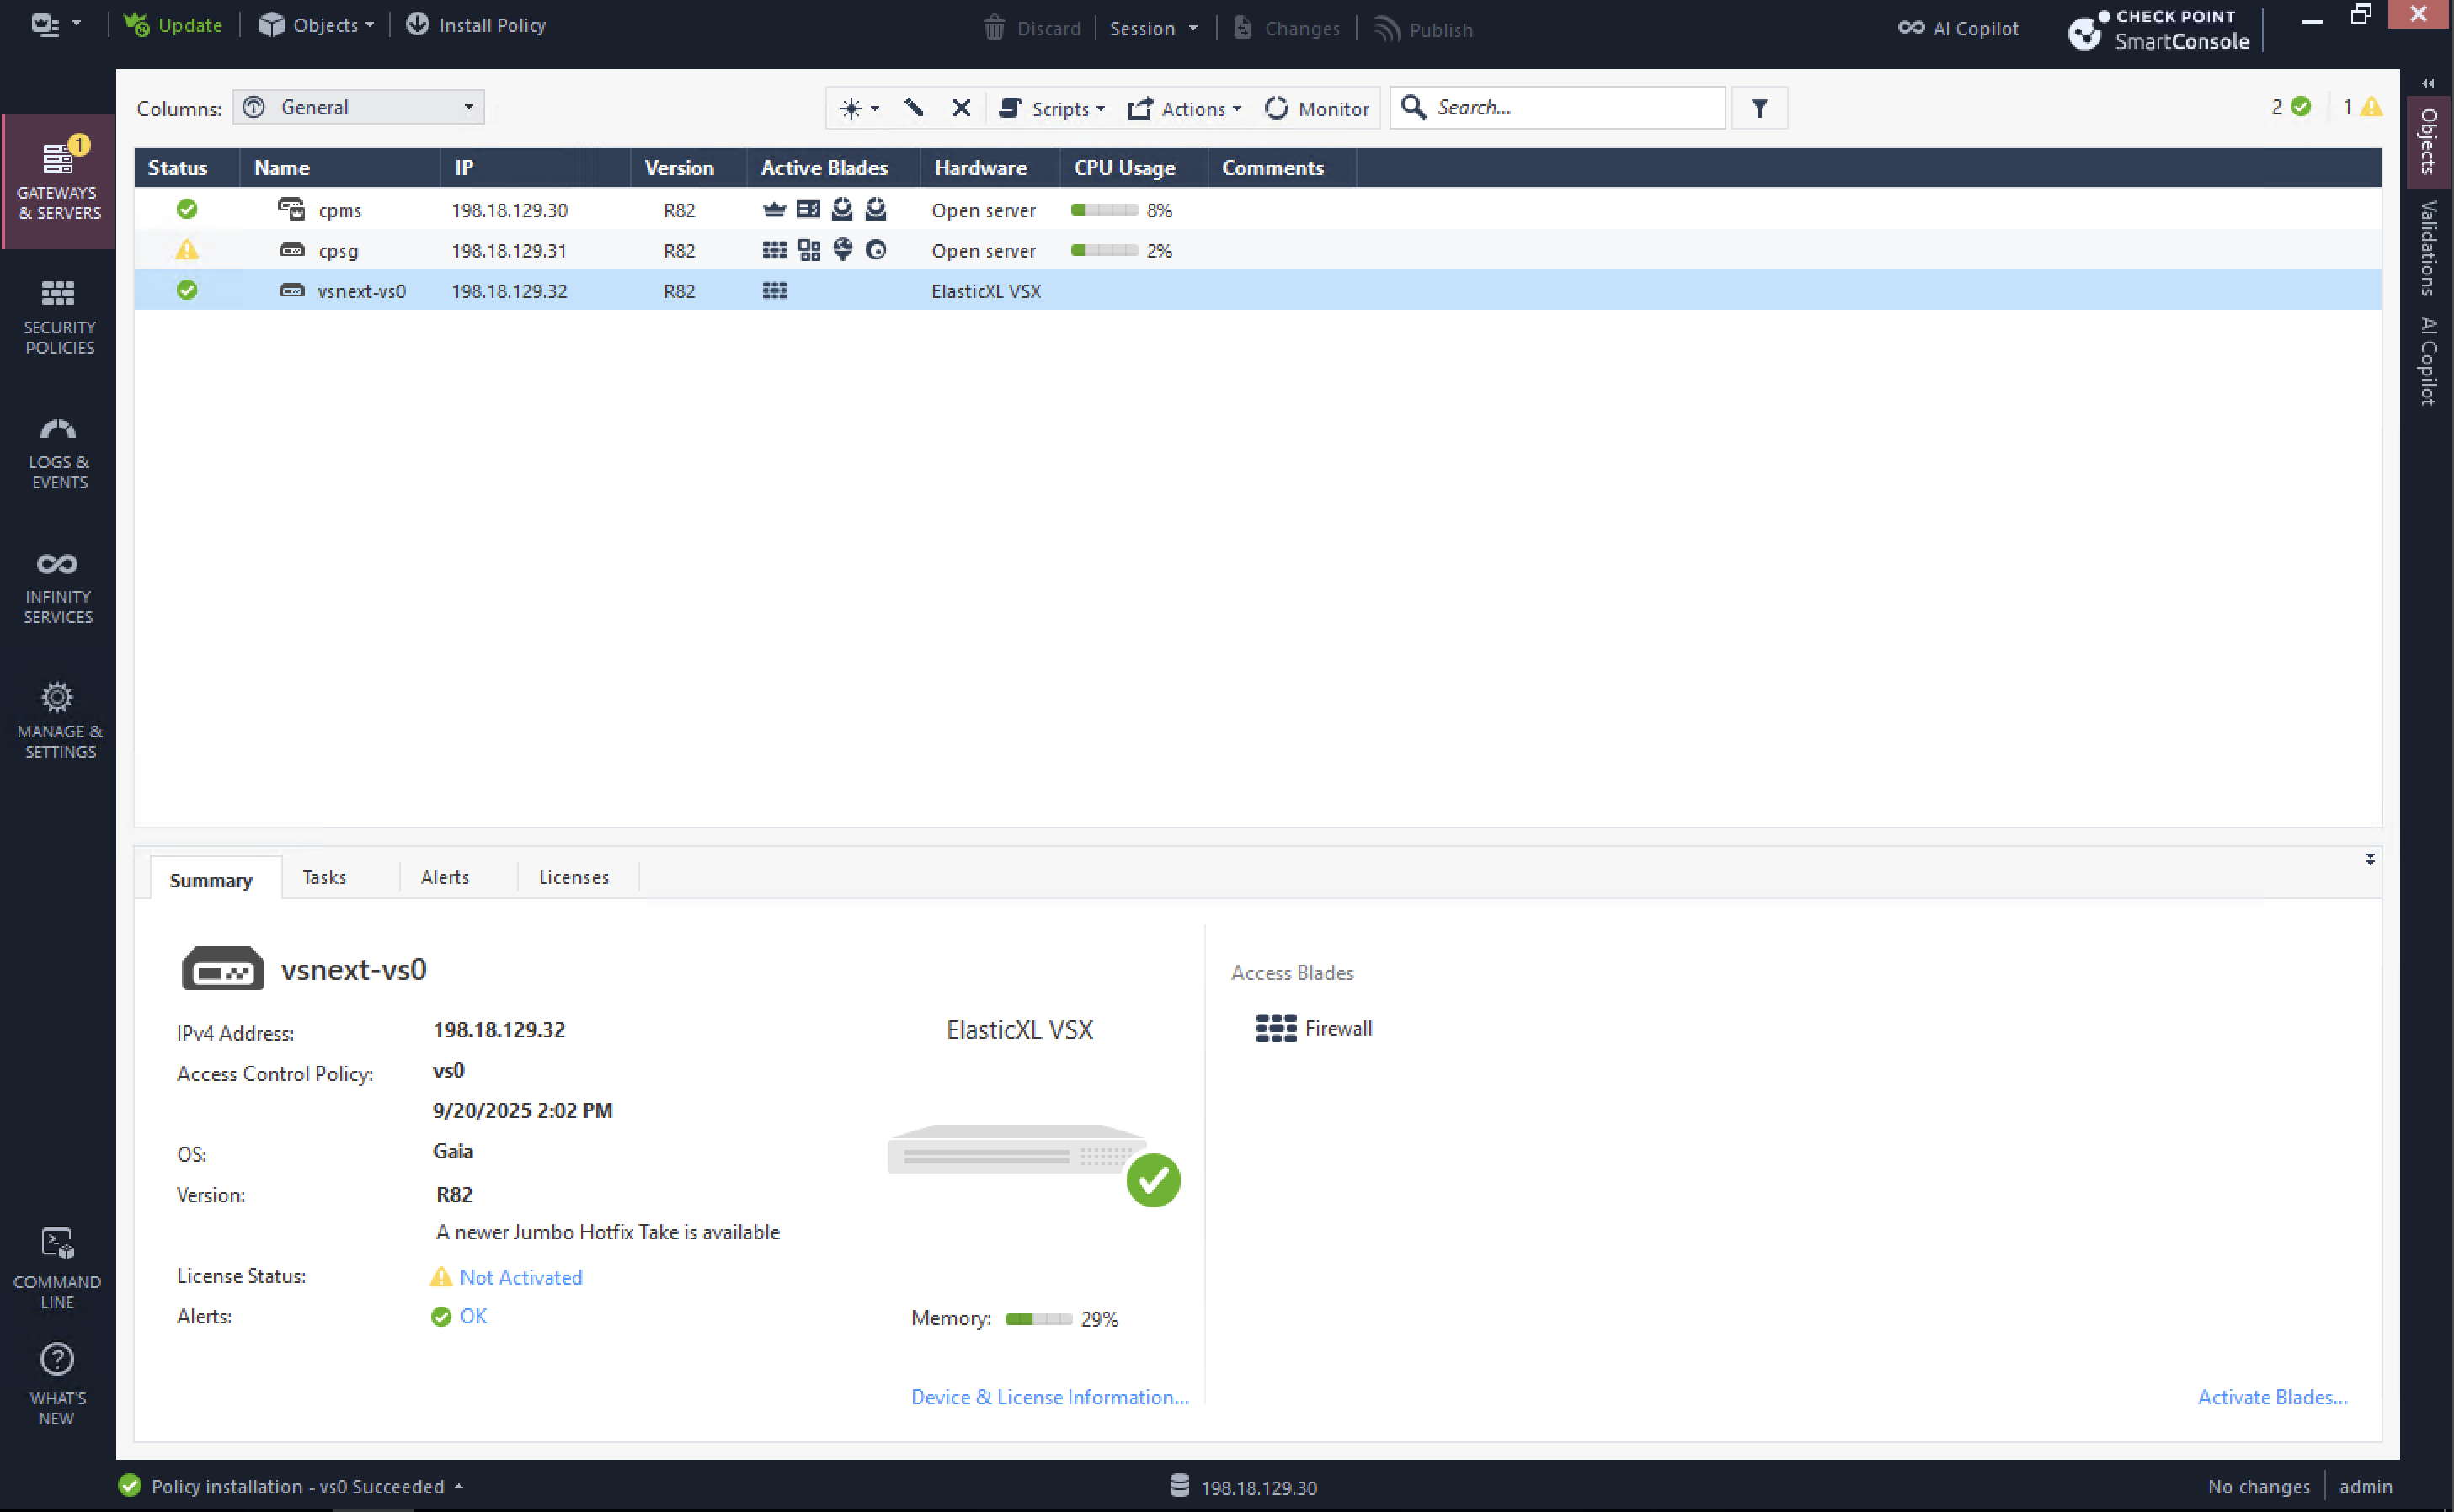 Update
Objects
Install Policy
Discard
Session
Changes
Publish
AI Copilot
CHECK POINT
SmartConsole
Columns:
General
Scripts
Actions
Monitor
Search...
2
1
Status Name IP Version Active Blades Hardware CPU Usage Comments
cpms 198.18.129.30 R82 Open server 8%
cpsg 198.18.129.31 R82 Open server 2%
vsnext-vs0 198.18.129.32 R82 ElasticXL VSX
1
GATEWAYS
& SERVERS
SECURITY
POLICIES
LOGS &
EVENTS
INFINITY
SERVICES
MANAGE &
SETTINGS
COMMAND
LINE
WHAT'S
NEW
Objects
Validations
AI Copilot
Summary
Tasks
Alerts
Licenses
vsnext-vs0
IPv4 Address: 198.18.129.32
Access Control Policy: vs0
9/20/2025 2:02 PM
OS: Gaia
Version: R82
A newer Jumbo Hotfix Take is available
License Status: Not Activated
Alerts: OK
ElasticXL VSX
Memory: 29%
Device & License Information...
Access Blades
Firewall
Activate Blades...
Policy installation - vs0 Succeeded
198.18.129.30
No changes
admin